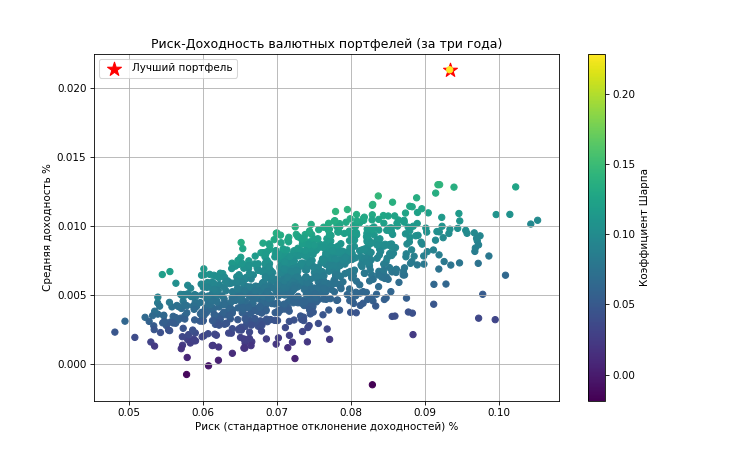 Риск-Доходность валютных портфелей (за три года)
Лучший портфель
0.020
0.015
0.010
0.005
0.000
Средняя доходность %
0.05 0.06 0.07 0.08 0.09 0.10
Риск (стандартное отклонение доходностей) %
0.20
0.15
0.10
0.05
0.00
Коэффициент Шарпа